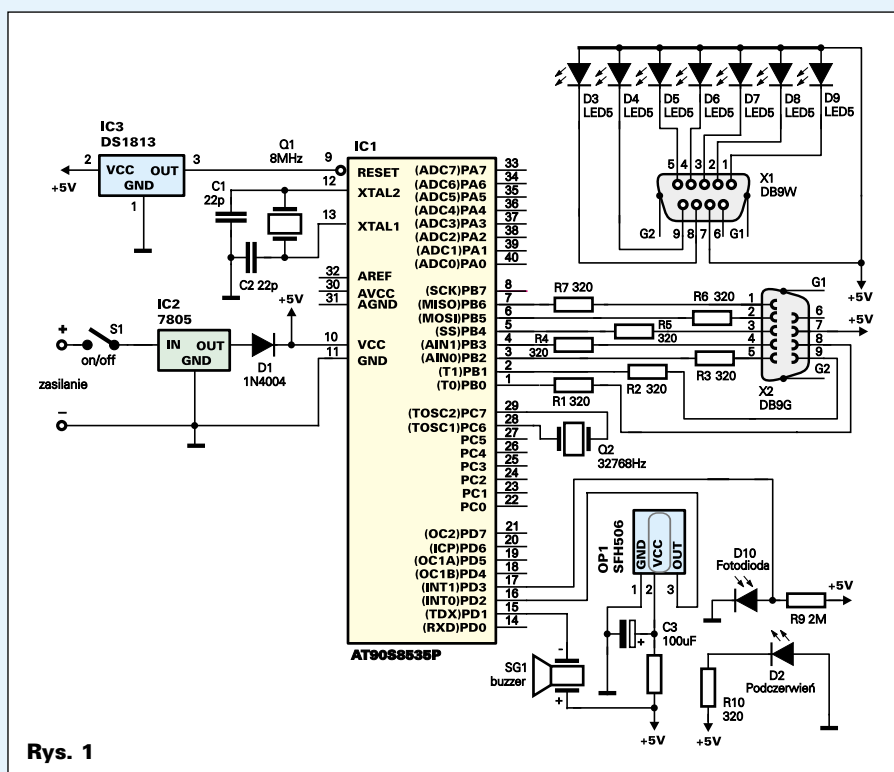 IC3
DS1813
2
VCC
OUT
3
GND
+5V
1
Q1
8MHz
C1
22p
C2 22p
IC2
7805
IN
OUT
GND
+
S1
on/off
zasilanie
–
D1
1N4004
+5V
IC1
9
RESET
12
XTAL2
13
XTAL1
32
AREF
30
AVCC
31
AGND
10
VCC
11
GND
(ADC7)PA7
33
(ADC6)PA6
34
(ADC5)PA5
35
(ADC4)PA4
36
(ADC3)PA3
37
(ADC2)PA2
38
(ADC1)PA1
39
(ADC0)PA0
40
(SCK)PB7
8
(MISO)PB6
7
(MOSI)PB5
6
(SS)PB4
5
(AIN1)PB3
4
(AIN0)PB2
3
(T1)PB1
2
(T0)PB0
1
(TOSC2)PC7
29
(TOSC1)PC6
28
PC5
27
PC4
26
PC3
25
PC2
24
PC1
23
PC0
22
(OC2)PD7
21
(ICP)PD6
20
(OC1A)PD5
19
(OC1B)PD4
18
(INT1)PD3
17
(INT0)PD2
16
(TDX)PD1
15
(RXD)PD0
14
AT90S8535P
D3
LED5
D4
LED5
D5
LED5
D6
LED5
D7
LED5
D8
LED5
D9
LED5
5 4 3 2 1
X1
DB9W
G2
9 8 7 6
G1
+5V
R7 320
R6 320
R5
320
R4
320
R3 320
R2 320
R1 320
G1
1
2
3
4
5
6
7
8
9
+5V
G2
X2
DB9G
Q2
32768Hz
OP1
SFH506
GND
VCC
OUT
1
2
3
C3
100uF
+
+5V
SG1
buzzer
-
+
D10
Fotodioda
+5V
R9 2M
D2
Podczerwień
R10
320
+5V
Rys. 1